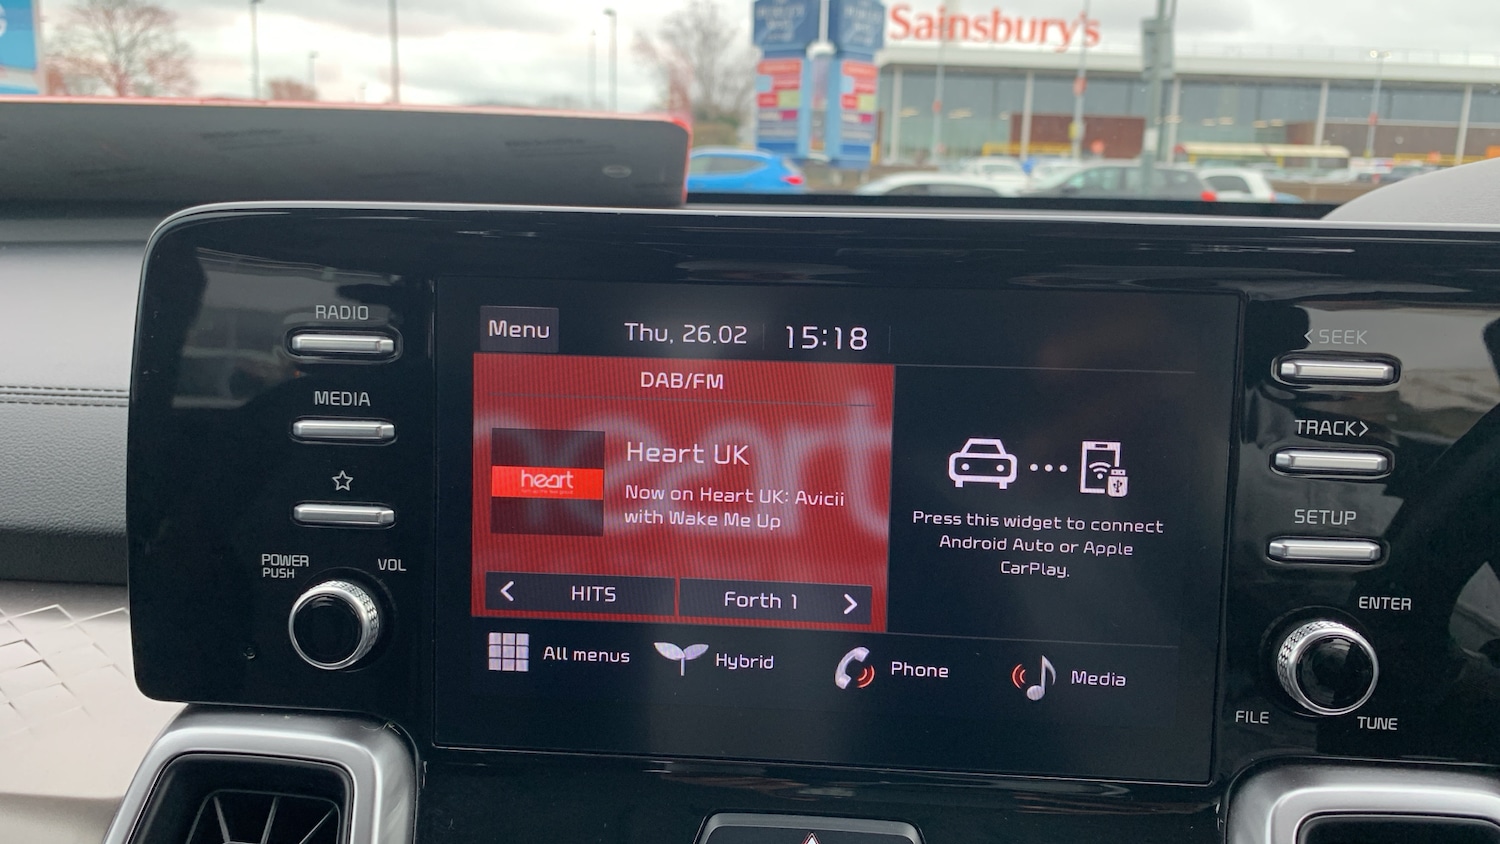 Sainsbury's
RADIO
MEDIA
POWER
PUSH
VOL
Menu
Thu, 26.02
15:18
DAB/FM
heart
heart
Heart UK
Now on Heart UK: Avicii
with Wake Me Up
< HITS
Forth 1 >
Press this widget to connect
Android Auto or Apple
CarPlay.
All menus
Hybrid
Phone
Media
< SEEK
TRACK >
SETUP
ENTER
FILE
TUNE